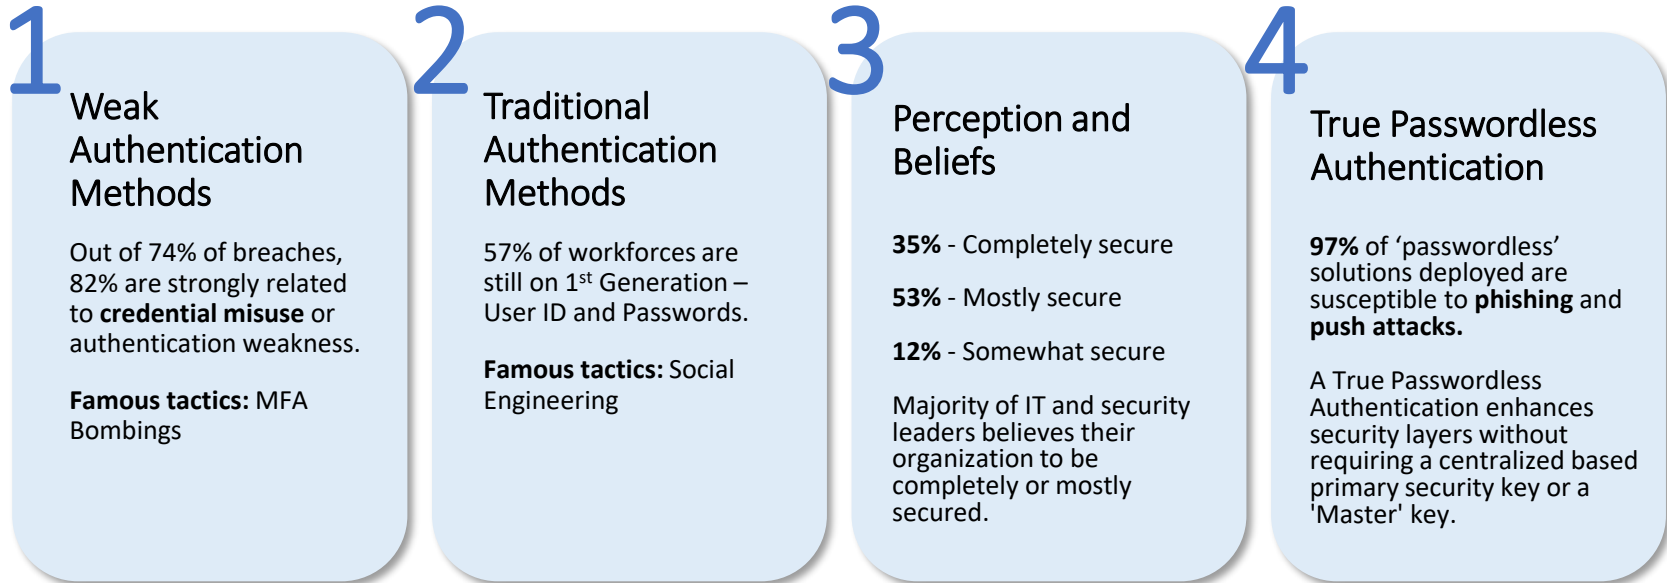 1
Weak
Authentication
Methods
Out of 74% of breaches,
82% are strongly related
to credential misuse or
authentication weakness.
Famous tactics: MFA
Bombings
2
Traditional
Authentication
Methods
57% of workforces are
still on 1st Generation –
User ID and Passwords.
Famous tactics: Social
Engineering
3
Perception and
Beliefs
35% - Completely secure
53% - Mostly secure
12% - Somewhat secure
Majority of IT and security
leaders believes their
organization to be
completely or mostly
secured.
4
True Passwordless
Authentication
97% of ‘passwordless’
solutions deployed are
susceptible to phishing and
push attacks.
A True Passwordless
Authentication enhances
security layers without
requiring a centralized based
primary security key or a
'Master' key.